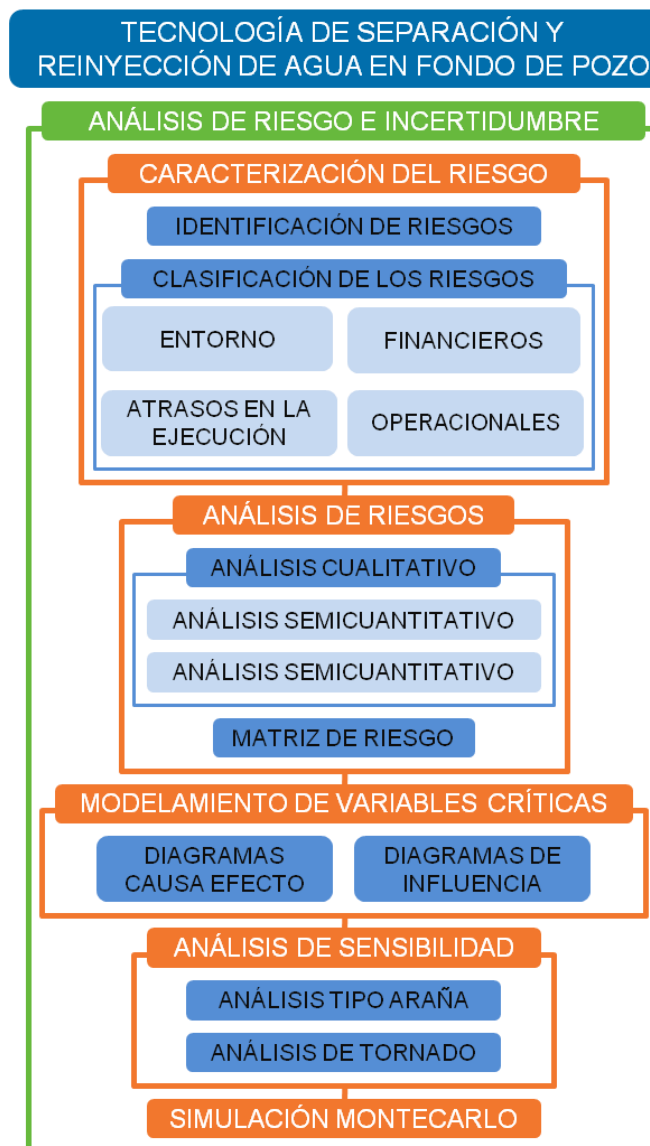 TECNOLOGÍA DE SEPARACIÓN Y
REINYECCIÓN DE AGUA EN FONDO DE POZO
ANÁLISIS DE RIESGO E INCERTIDUMBRE
CARACTERIZACIÓN DEL RIESGO
IDENTIFICACIÓN DE RIESGOS
CLASIFICACIÓN DE LOS RIESGOS
ENTORNO
FINANCIEROS
ATRASOS EN LA
EJECUCIÓN
OPERACIONALES
ANÁLISIS DE RIESGOS
ANÁLISIS CUALITATIVO
ANÁLISIS SEMICUANTITATIVO
ANÁLISIS SEMICUANTITATIVO
MATRIZ DE RIESGO
MODELAMIENTO DE VARIABLES CRÍTICAS
DIAGRAMAS
CAUSA EFECTO
DIAGRAMAS DE
INFLUENCIA
ANÁLISIS DE SENSIBILIDAD
ANÁLISIS TIPO ARAÑA
ANÁLISIS DE TORNADO
SIMULACIÓN MONTECARLO